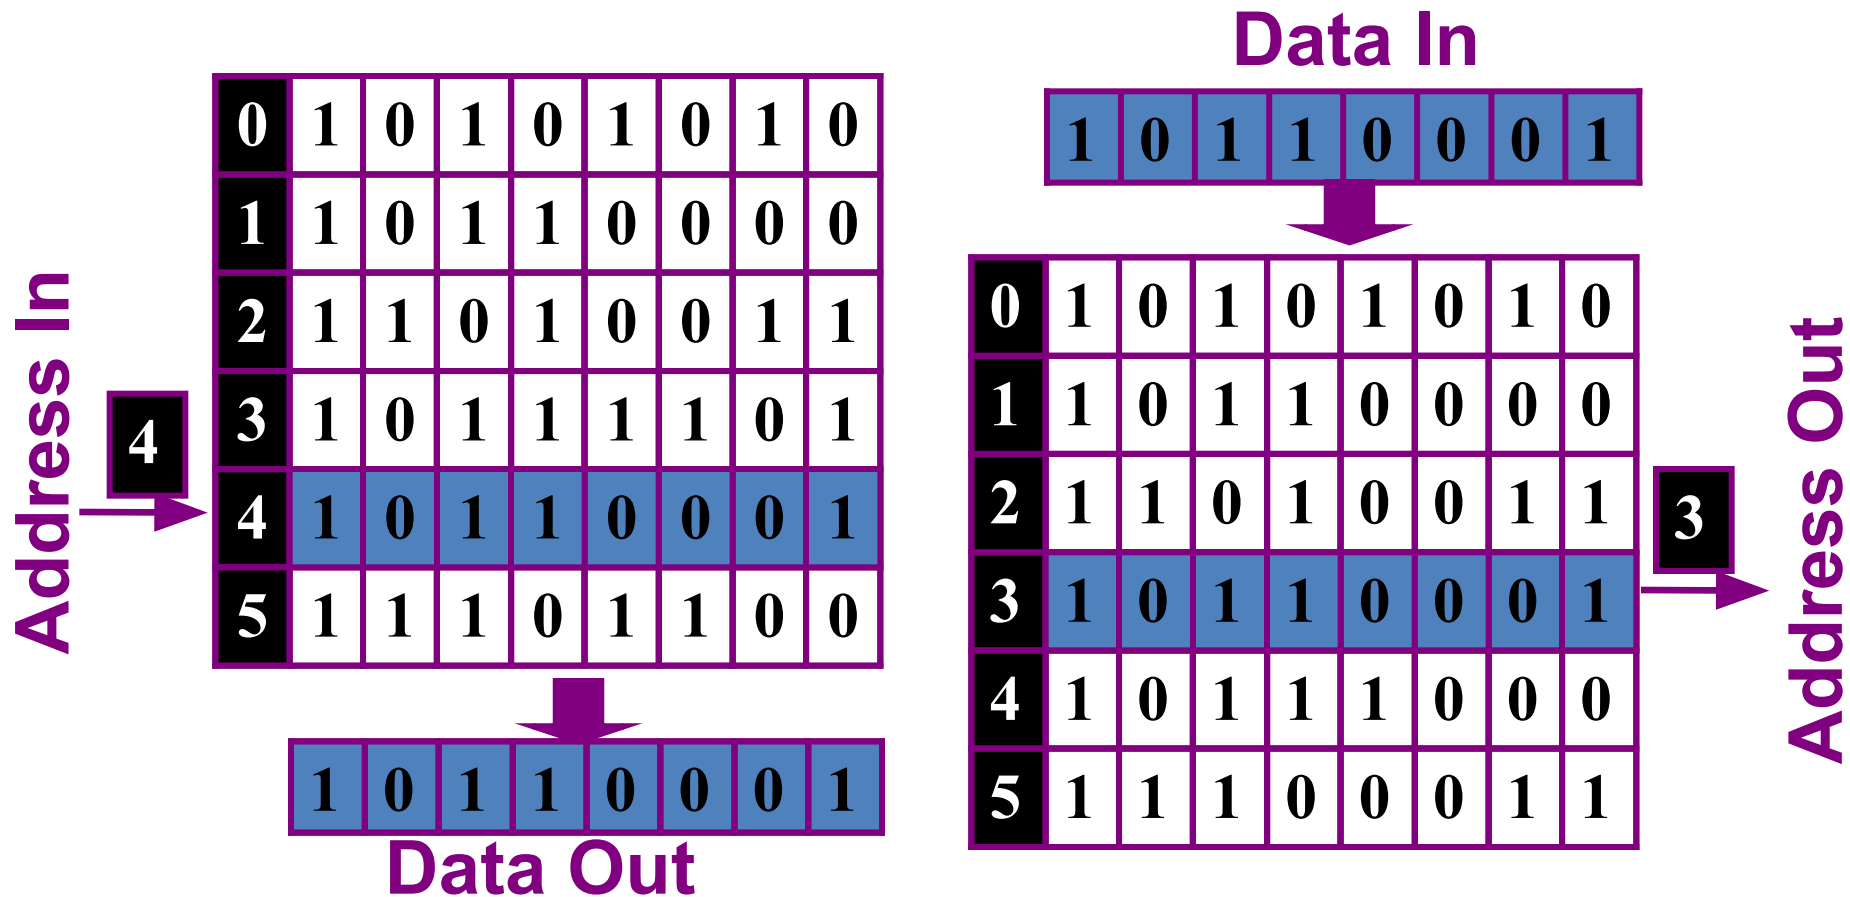 Address In
4
0 1 0 1 0 1 0 1 0
1 1 0 1 1 0 0 0 0
2 1 1 0 1 0 0 1 1
3 1 0 1 1 1 1 0 1
4 1 0 1 1 0 0 0 1
5 1 1 1 0 1 1 0 0
1 0 1 1 0 0 0 1
Data Out
Data In
1 0 1 1 0 0 0 1
0 1 0 1 0 1 0 1 0
1 1 0 1 1 0 0 0 0
2 1 1 0 1 0 0 1 1
3 1 0 1 1 0 0 0 1
4 1 0 1 1 1 0 0 0
5 1 1 1 0 0 0 1 1
3
Address Out